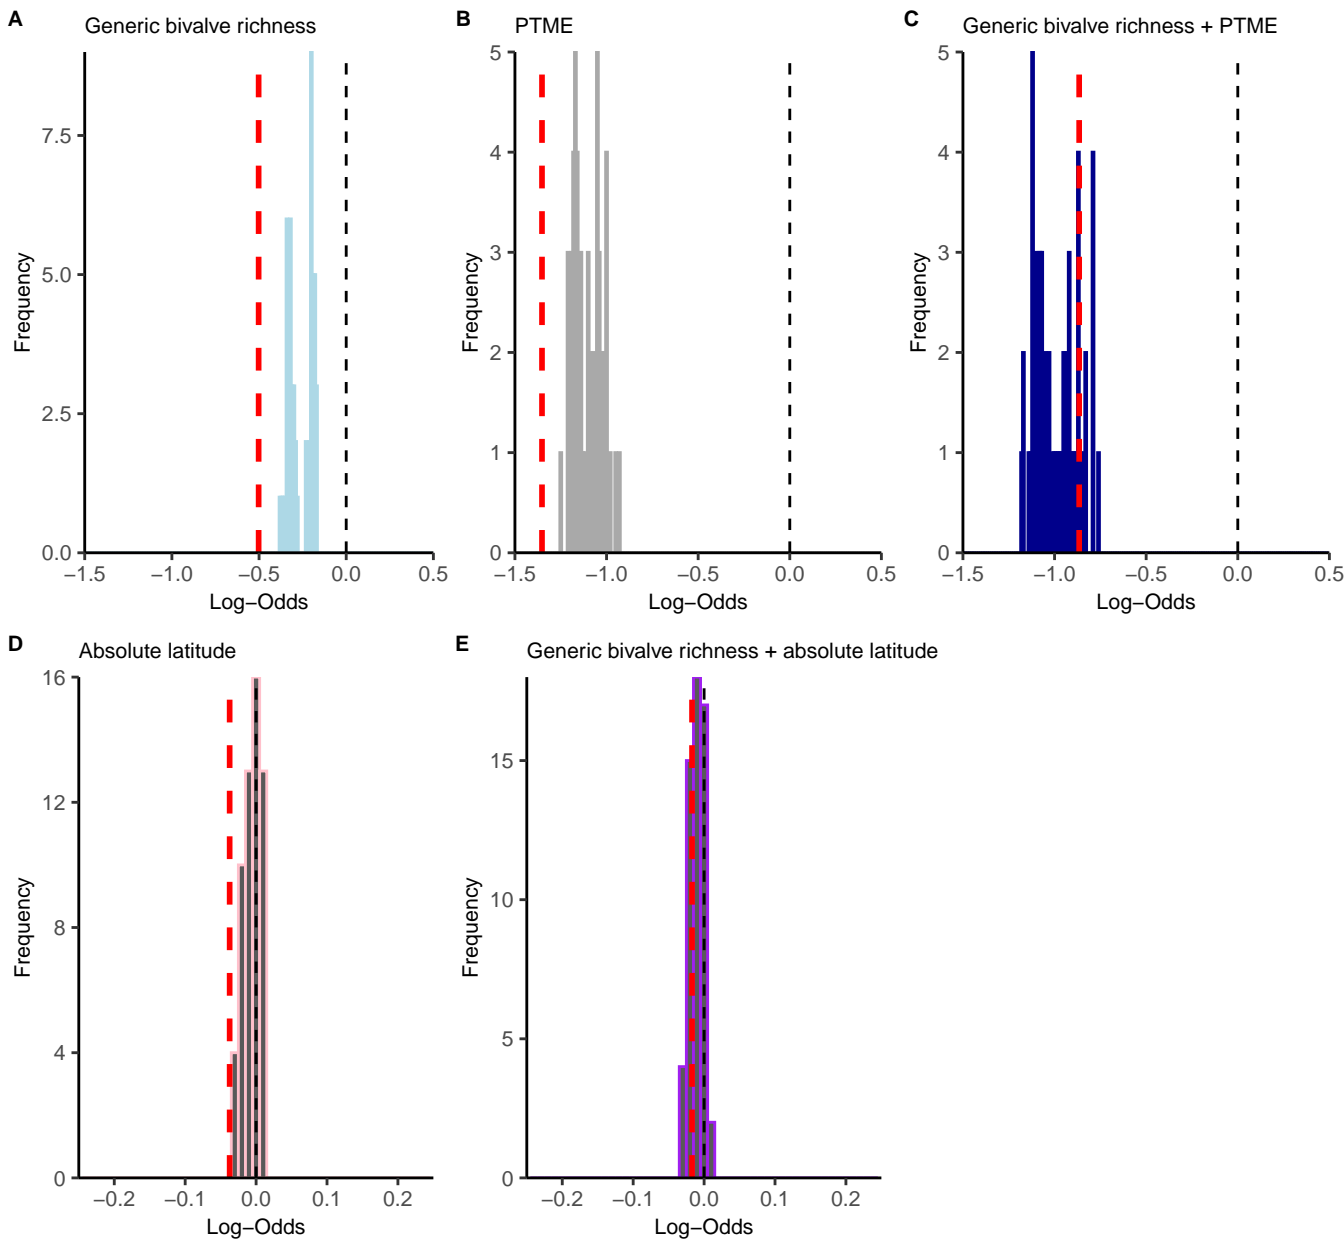 A
Generic bivalve richness
7.5
5.0
2.5
0.0
Frequency
−1.5 −1.0 −0.5 0.0 0.5
Log−Odds
B
PTME
5
4
3
2
1
0
Frequency
−1.5 −1.0 −0.5 0.0 0.5
Log−Odds
C
Generic bivalve richness + PTME
5
4
3
2
1
0
Frequency
−1.5 −1.0 −0.5 0.0 0.5
Log−Odds
D
Absolute latitude
16
12
8
4
0
Frequency
−0.2 −0.1 0.0 0.1 0.2
Log−Odds
E
Generic bivalve richness + absolute latitude
15
10
5
0
Frequency
−0.2 −0.1 0.0 0.1 0.2
Log−Odds